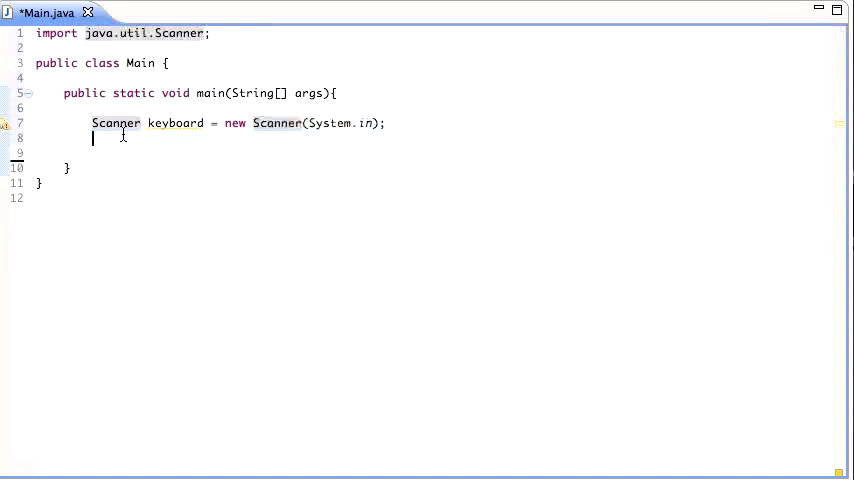 *Main.java
1 import java.util.Scanner;
2
3 public class Main {
4
5 public static void main(String[] args){
6
7 Scanner keyboard = new Scanner(System.in);
8
9
10 }
11 }
12